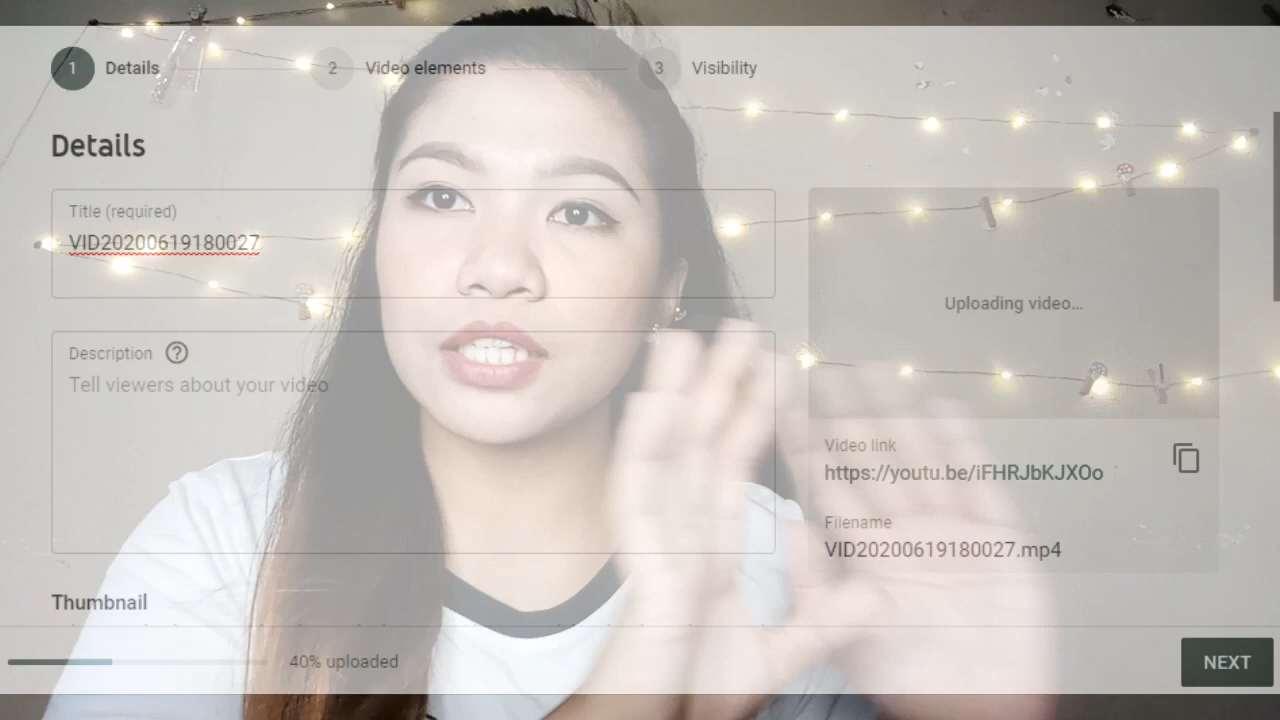 1 Details 2 Video elements 3 Visibility
Details
Title (required)
VID20200619180027
Uploading video...
Description ?
Tell viewers about your video
Video link
https://youtu.be/iFHRJbKJXOo
Filename
VID20200619180027.mp4
Thumbnail
40% uploaded
NEXT